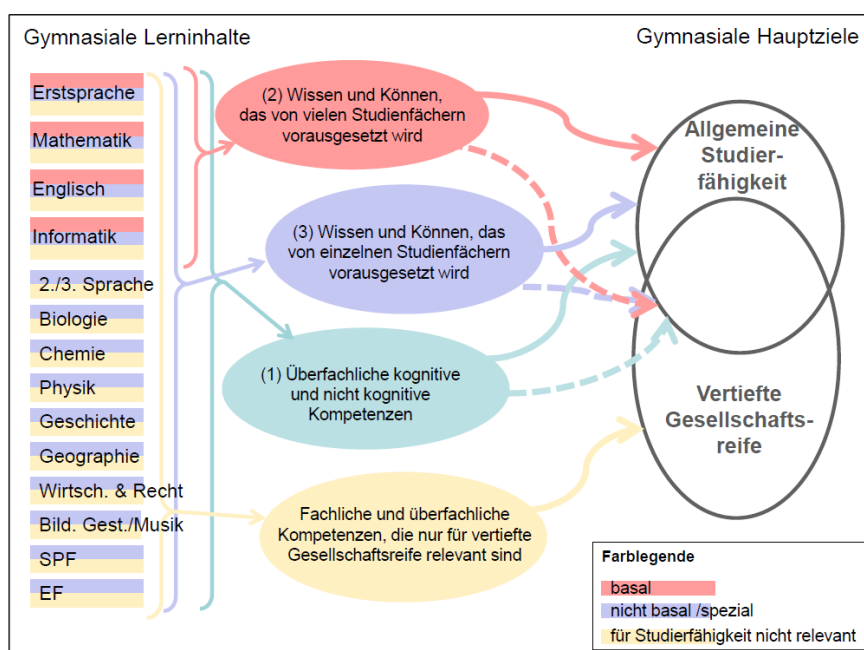 Gymnasiale Lerninhalte
Gymnasiale Hauptziele
Erstsprache
Mathematik
Englisch
Informatik
2./3. Sprache
Biologie
Chemie
Physik
Geschichte
Geographie
Wirtsch. & Recht
Bild. Gest./Musik
SPF
EF
(2) Wissen und Können,
das von vielen Studienfächern
vorausgesetzt wird
(3) Wissen und Können, das
von einzelnen Studienfächern
vorausgesetzt wird
(1) Überfachliche kognitive
und nicht kognitive
Kompetenzen
Fachliche und überfachliche
Kompetenzen, die nur für vertiefte
Gesellschaftsreife relevant sind
Allgemeine
Studier-
fähigkeit
Vertiefte
Gesellschafts-
reife
Farblegende
basal
nicht basal /spezial
für Studierfähigkeit nicht relevant